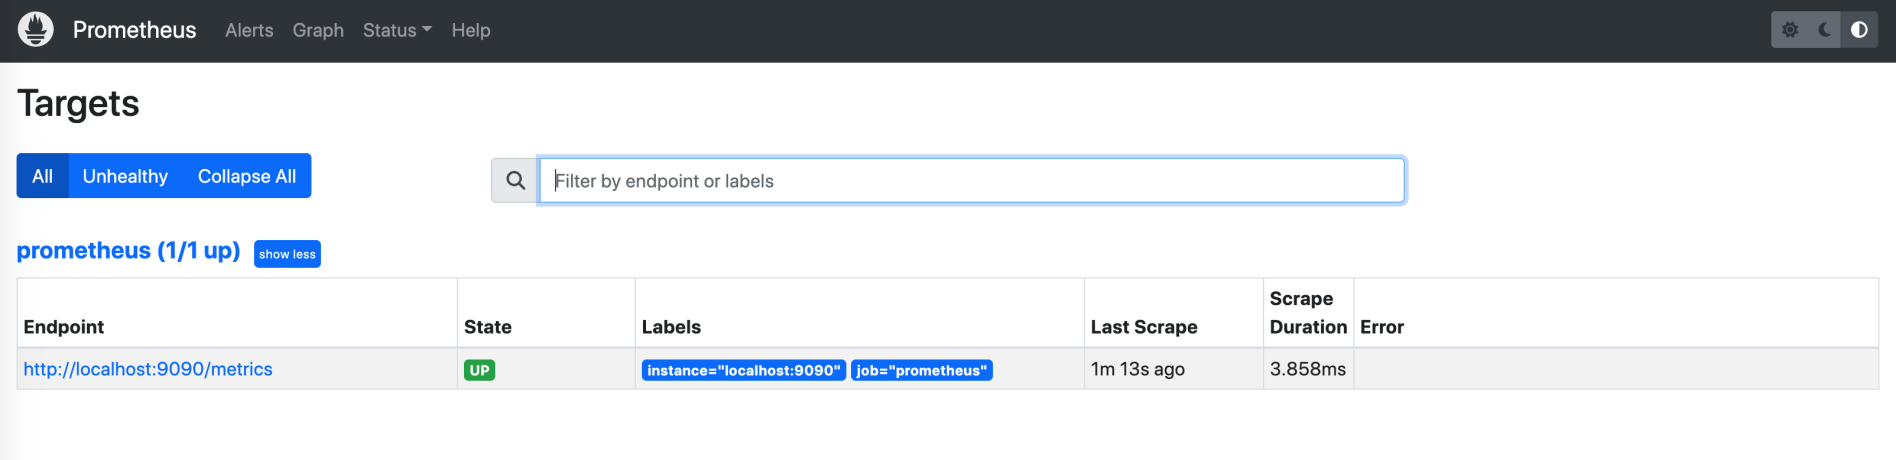 Prometheus Alerts Graph Status Help
Targets
All Unhealthy Collapse All
Filter by endpoint or labels
prometheus (1/1 up) show less
Endpoint State Labels Last Scrape Scrape Duration Error
http://localhost:9090/metrics UP instance="localhost:9090" job="prometheus" 1m 13s ago 3.858ms